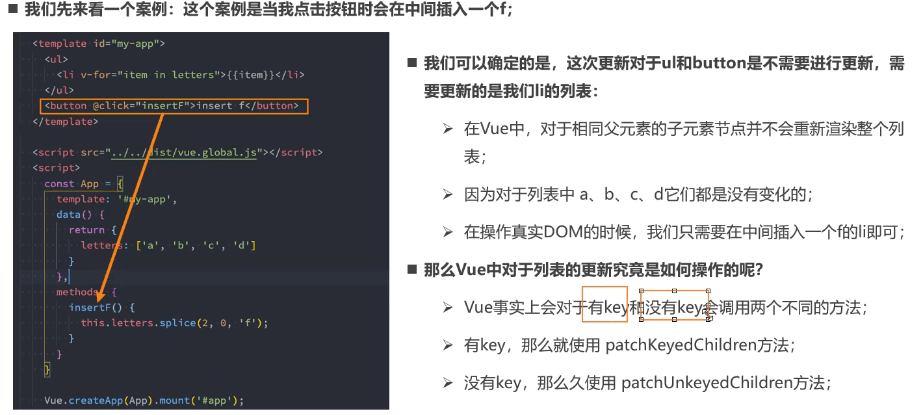 ■ 我们先来看一个案例：这个案例是当我点击按钮时会在中间插入一个f；
<template id="my-app">
<ul>
<li v-for="item in letters">{{item}}</li>
</ul>
<button @click="insertF">insert f</button>
</template>
<script src="../../dist/vue.global.js"></script>
<script>
const App = {
template: '#my-app',
data() {
return {
letters: ['a', 'b', 'c', 'd']
}
},
methods: {
insertF() {
this.letters.splice(2, 0, 'f');
}
}
}
Vue.createApp(App).mount('#app');
■ 我们可以确定的是，这次更新对于ul和button是不需要进行更新，需
要更新的是我们li的列表：
➢ 在Vue中，对于相同父元素的子元素节点并不会重新渲染整个列
表；
➢ 因为对于列表中 a、b、c、d它们都是没有变化的；
➢ 在操作真实DOM的时候，我们只需要在中间插入一个f的li即可；
■ 那么Vue中对于列表的更新究竟是如何操作的呢？
➢ Vue事实上会对于有key和没有key会调用两个不同的方法；
➢ 有key，那么就使用 patchKeyedChildren方法；
➢ 没有key，那么久使用 patchUnkeyedChildren方法；